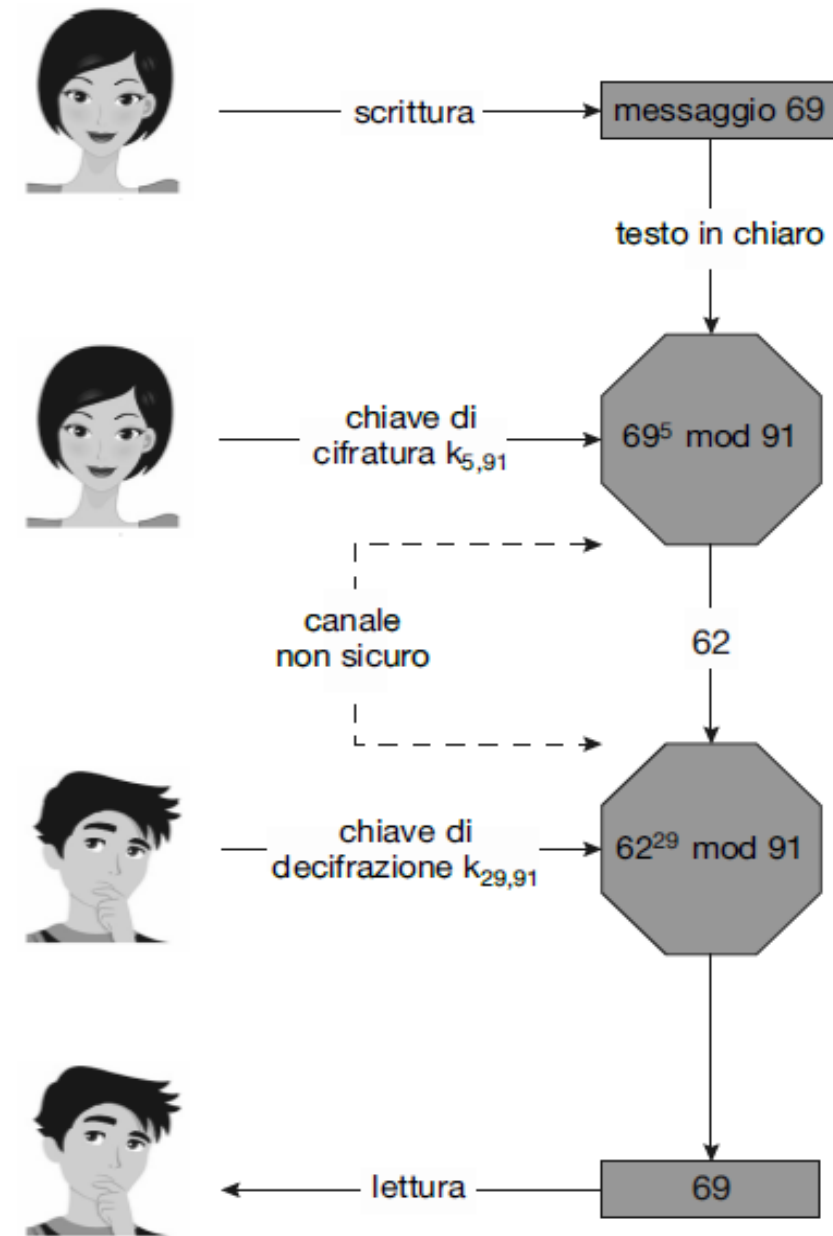 scrittura
messaggio 69
testo in chiaro
chiave di
cifratura k5,91
69⁵ mod 91
canale
non sicuro
62
chiave di
decifrazione k29,91
62²⁹ mod 91
lettura
69